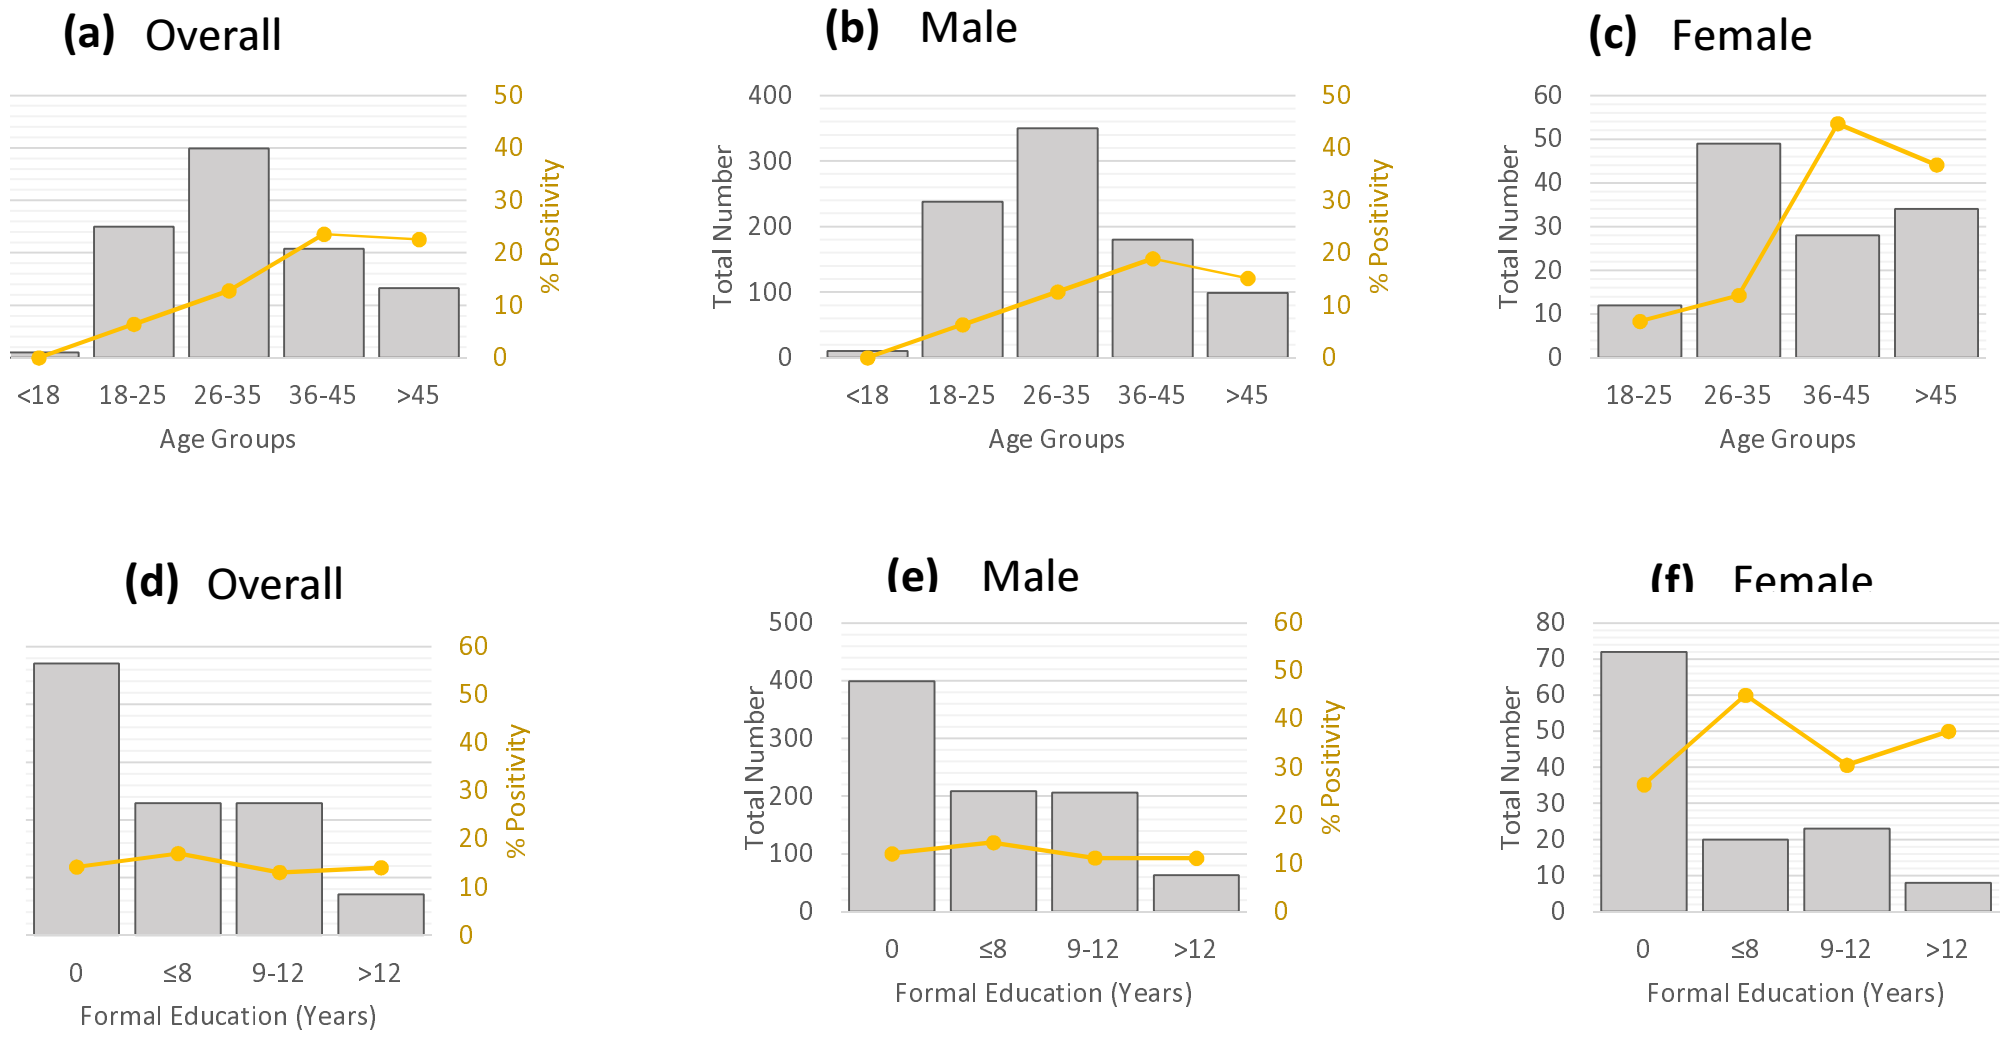 (a) Overall
50
40
30
20
10
0
% Positivity
<18 18-25 26-35 36-45 >45
Age Groups
(b) Male
400
300
200
100
0
Total Number
50
40
30
20
10
0
% Positivity
<18 18-25 26-35 36-45 >45
Age Groups
(c) Female
60
50
40
30
20
10
0
Total Number
18-25 26-35 36-45 >45
Age Groups
(d) Overall
60
50
40
30
20
10
0
% Positivity
0 ≤8 9-12 >12
Formal Education (Years)
(e) Male
500
400
300
200
100
0
Total Number
60
50
40
30
20
10
0
% Positivity
0 ≤8 9-12 >12
Formal Education (Years)
(f) Female
80
70
60
50
40
30
20
10
0
Total Number
0 ≤8 9-12 >12
Formal Education (Years)